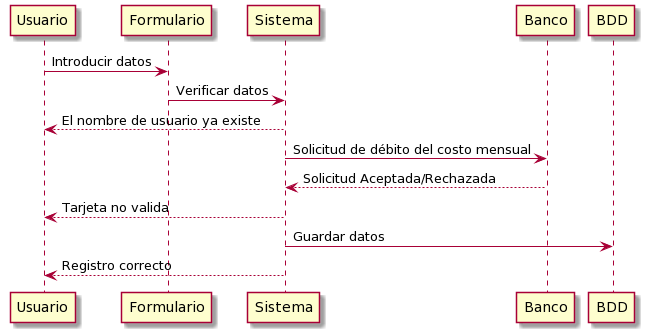 Usuario Formulario Sistema Banco BDD
Introducir datos
Verificar datos
El nombre de usuario ya existe
Solicitud de débito del costo mensual
Solicitud Aceptada/Rechazada
Tarjeta no valida
Guardar datos
Registro correcto
Usuario Formulario Sistema Banco BDD